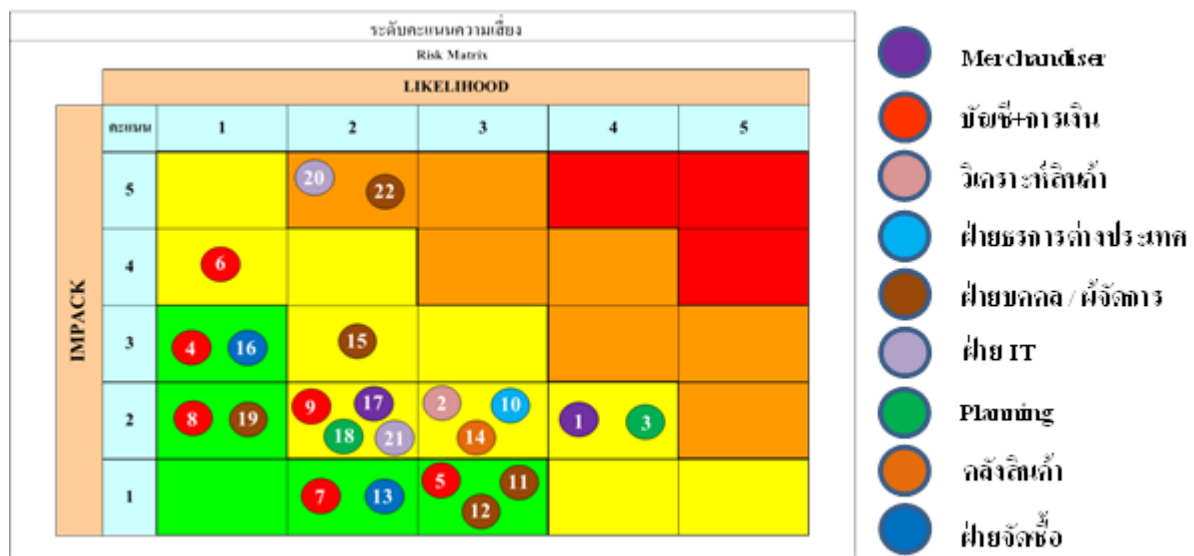 ระดับคะแนนความเสี่ยง
Risk Matrix
LIKELIHOOD
IMPACK
คะแนน 1 2 3 4 5
5 20 22
4 6
3 4 16 15
2 8 19 9 17 18 21 2 10 14 1 3
1 7 13 5 11 12
Merchandiser
บัญชี+การเงิน
วิเคราะห์สินค้า
ฝ่ายธุรการต่างประเทศ
ฝ่ายบุคคล / ผู้จัดการ
ฝ่าย IT
Planning
คลังสินค้า
ฝ่ายจัดซื้อ